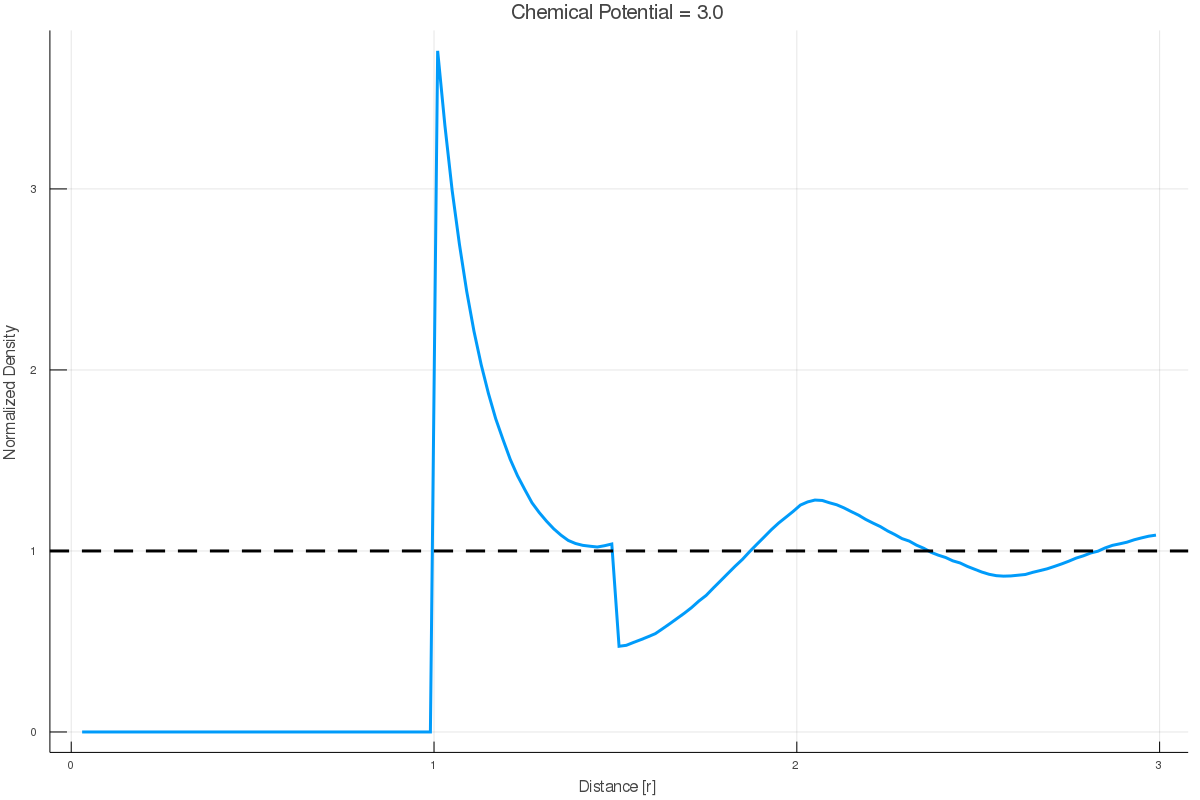 Chemical Potential = 3.0
Normalized Density
3
2
1
0
0
1
2
3
Distance [r]